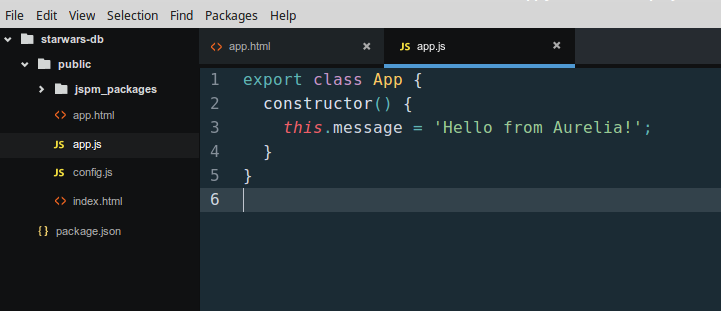 File Edit View Selection Find Packages Help
starwars-db
public
jspm_packages
<> app.html
JS app.js
JS config.js
<> index.html
{} package.json
<> app.html ×
JS app.js ×
1 export class App {
2   constructor() {
3     this.message = 'Hello from Aurelia!';
4   }
5 }
6